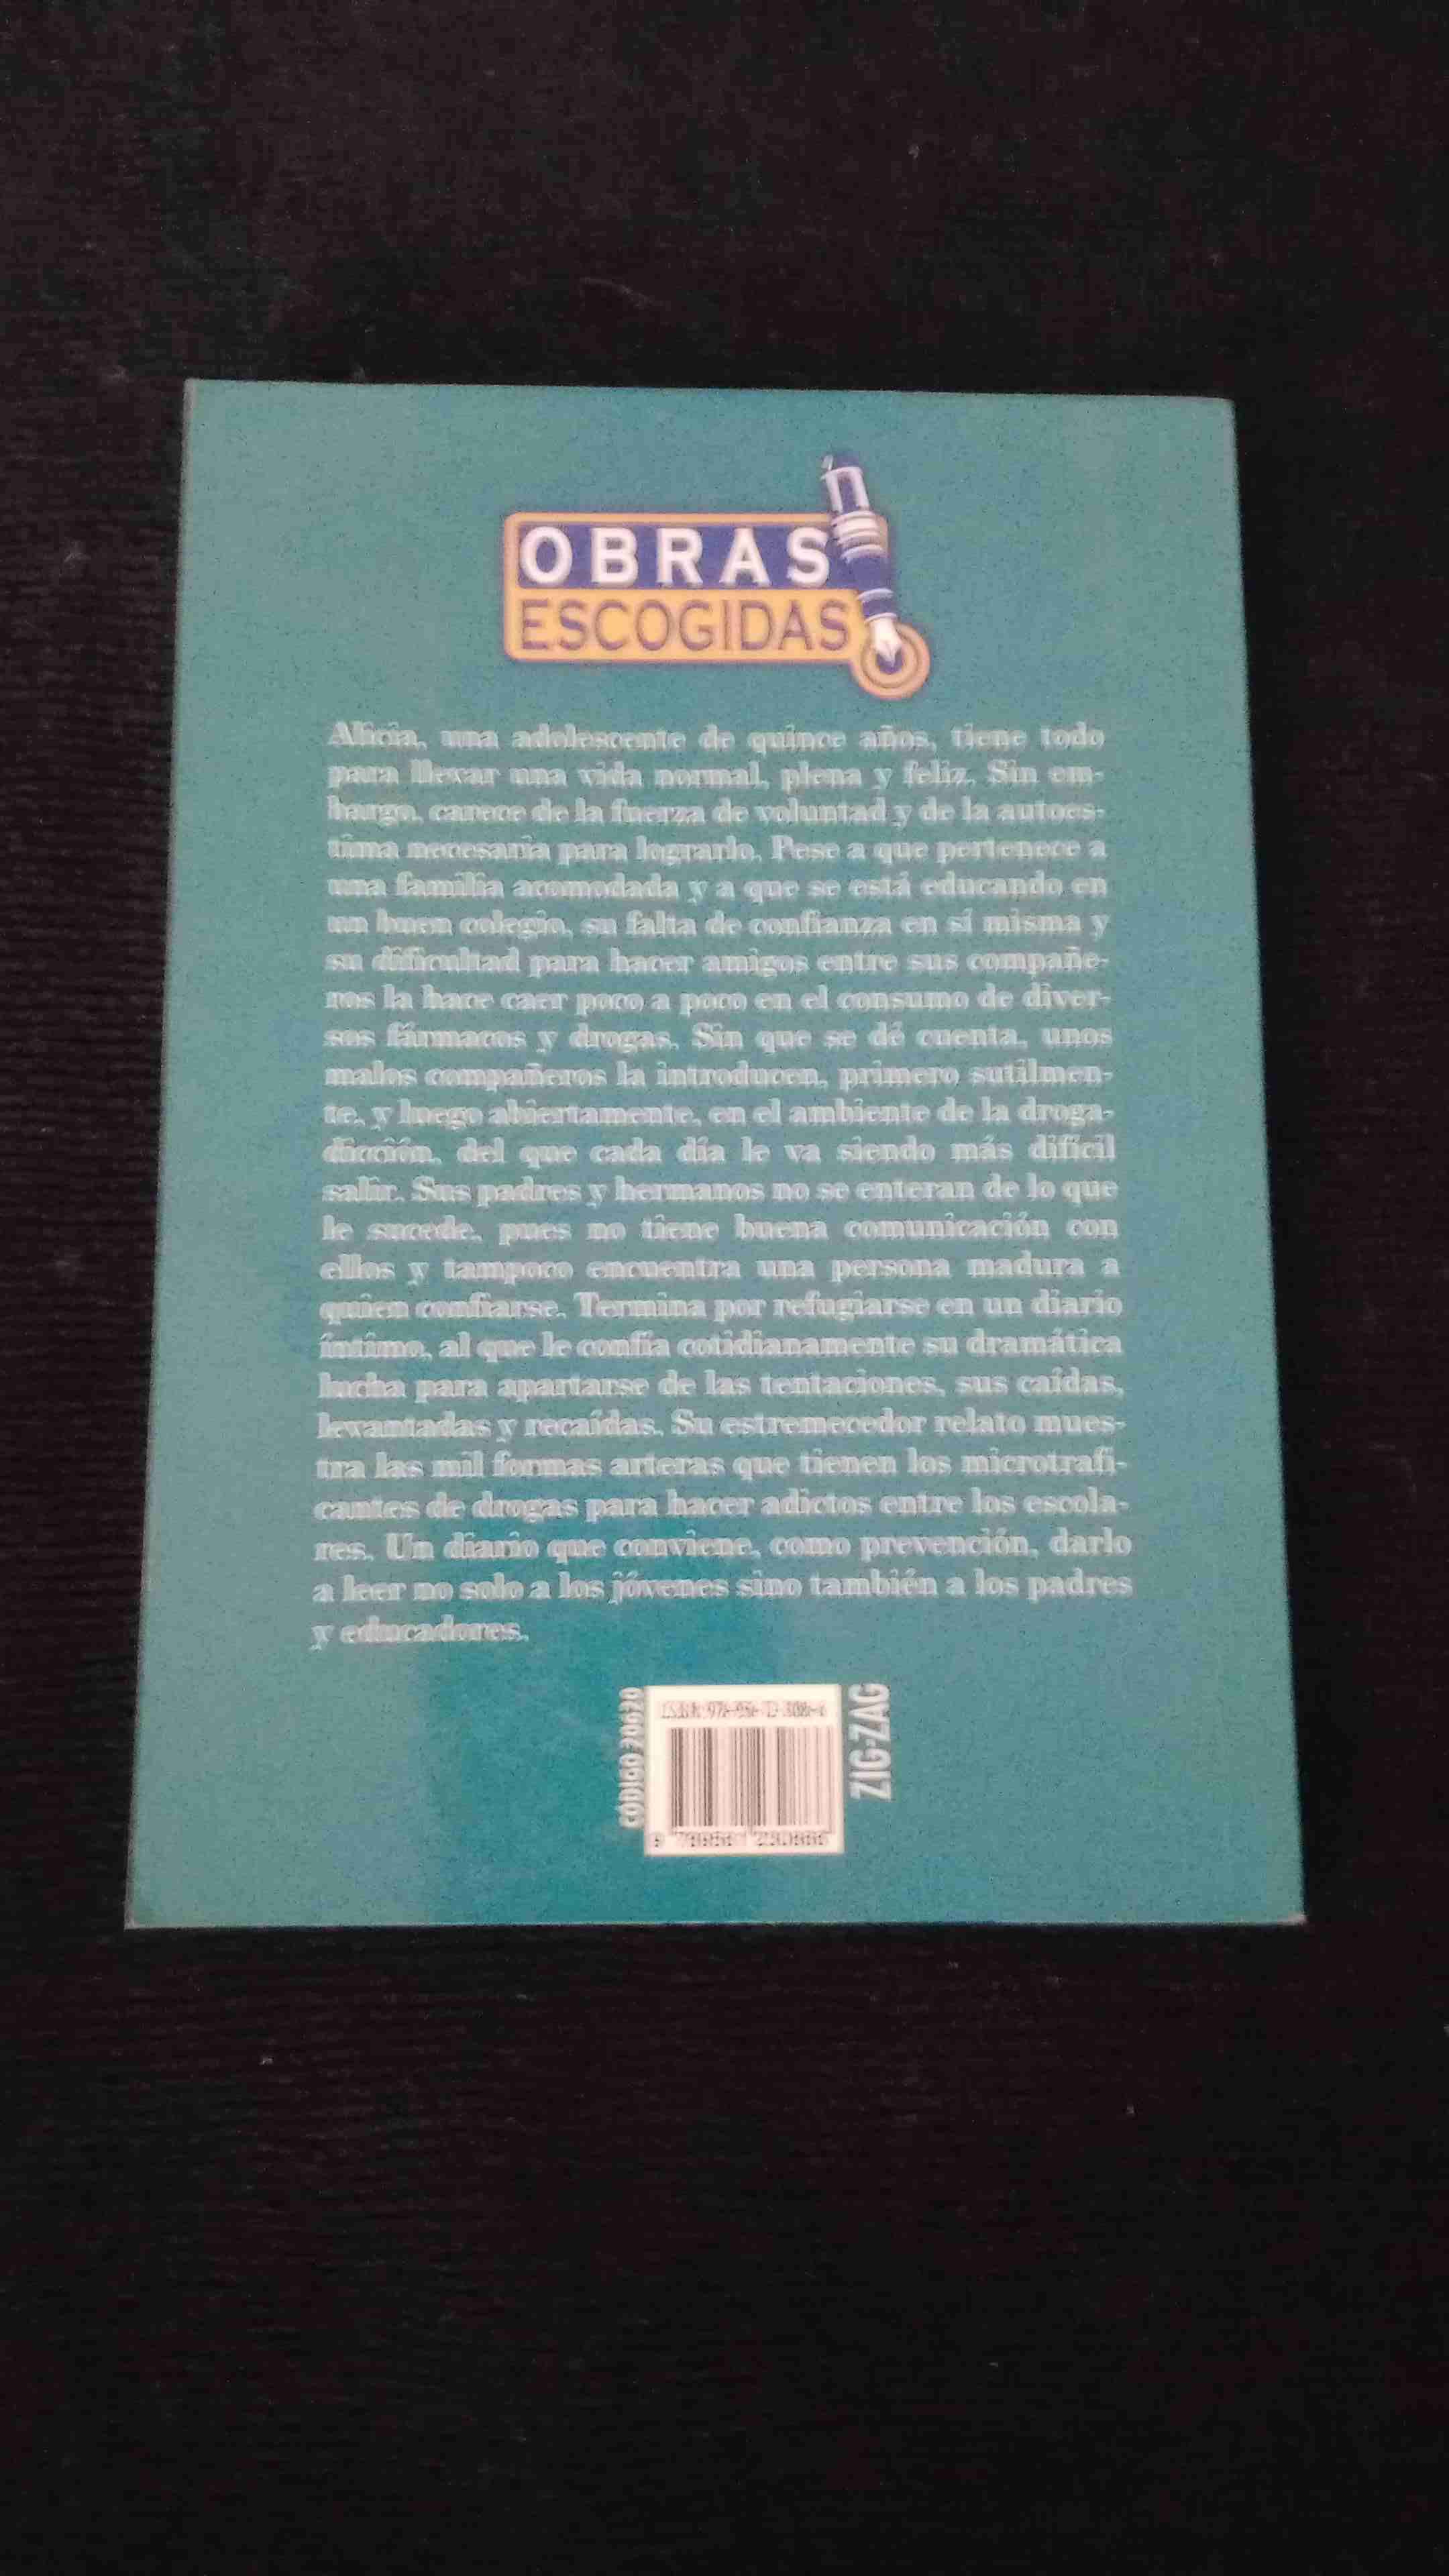 OBRAS
ESCOGIDAS
Alicia, una adolescente de quince años, tiene todo
para llevar una vida normal, plena y feliz. Sin em-
bargo, carece de la fuerza de voluntad y de la autoes-
tima necesaria para lograrlo. Pese a que pertenece a
una familia acomodada y a que se está educando en
un buen colegio, su falta de confianza en sí misma y
su dificultad para hacer amigos entre sus compañe-
ros la hace caer poco a poco en el consumo de diver-
sos fármacos y drogas. Sin que se dé cuenta, unos
malos compañeros la introducen, primero sutilmen-
te, y luego abiertamente, en el ambiente de la droga-
dicción, del que cada día le va siendo más difícil
salir. Sus padres y hermanos no se enteran de lo que
le sucede, pues no tiene buena comunicación con
ellos y tampoco encuentra una persona madura a
quien confiarse. Termina por refugiarse en un diario
íntimo, al que le confía cotidianamente su dramática
lucha para apartarse de las tentaciones, sus caídas,
levantadas y recaídas. Su estremecedor relato mues-
tra las mil formas arteras que tienen los microtrafi-
cantes de drogas para hacer adictos entre los escola-
res. Un diario que conviene, como prevención, darlo
a leer no solo a los jóvenes sino también a los padres
y educadores.
CÓDIGO 20620
ISBN:
ZIG-ZAG